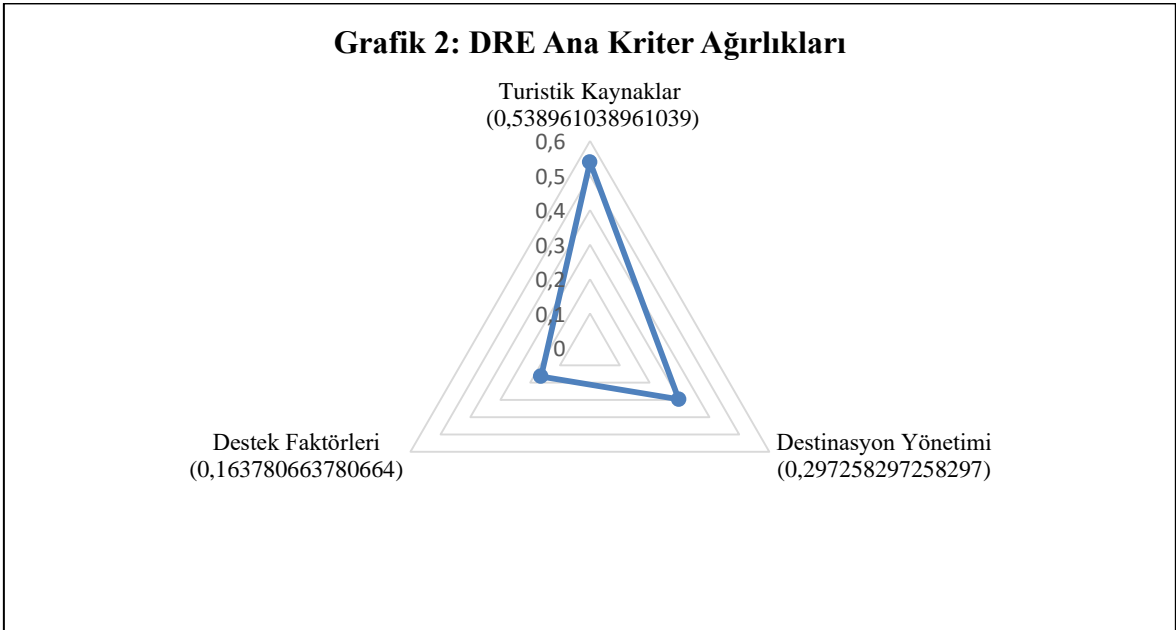 Grafik 2: DRE Ana Kriter Ağırlıkları
Turistik Kaynaklar
(0,538961038961039)
0,6
0,5
0,4
0,3
0,2
0,1
0
Destek Faktörleri
(0,163780663780664)
Destinasyon Yönetimi
(0,297258297258297)